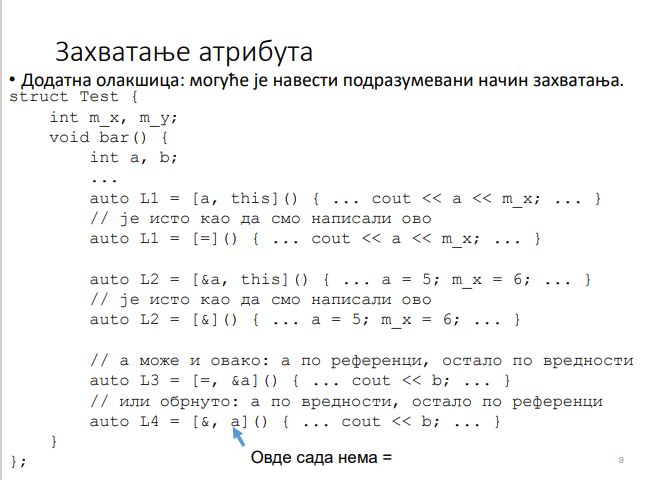 Захватање атрибута
• Додатна олакшица: могуће је навести подразумевани начин захватања.
struct Test {
    int m_x, m_y;
    void bar() {
        int a, b;
        ...
        auto L1 = [a, this]() { ... cout << a << m_x; ... }
        // је исто као да смо написали ово
        auto L1 = [=]() { ... cout << a << m_x; ... }

        auto L2 = [&a, this]() { ... a = 5; m_x = 6; ... }
        // је исто као да смо написали ово
        auto L2 = [&]() { ... a = 5; m_x = 6; ... }

        // а може и овако: а по референци, остало по вредности
        auto L3 = [=, &a]() { ... cout << b; ... }
        // или обрнуто: а по вредности, остало по референци
        auto L4 = [&, a]() { ... cout << b; ... }
    }
};
Овде сада нема =
9